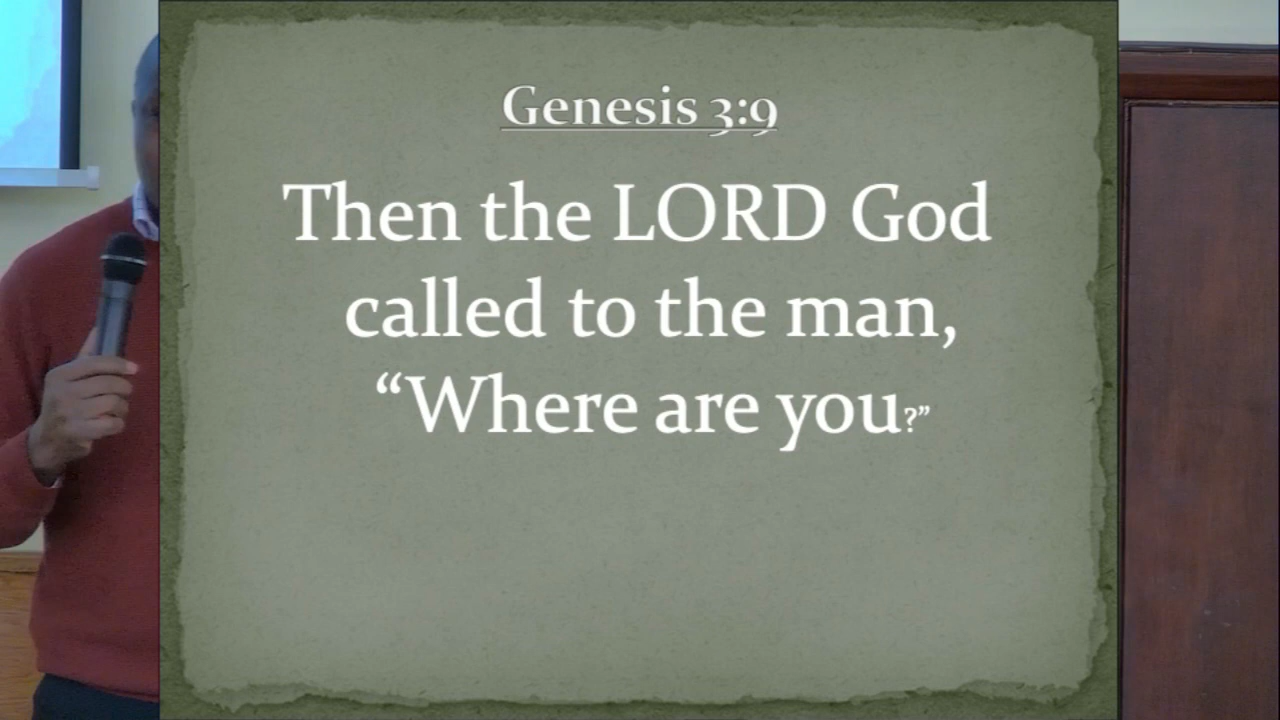 Genesis 3:9
Then the LORD God
called to the man,
“Where are you?”